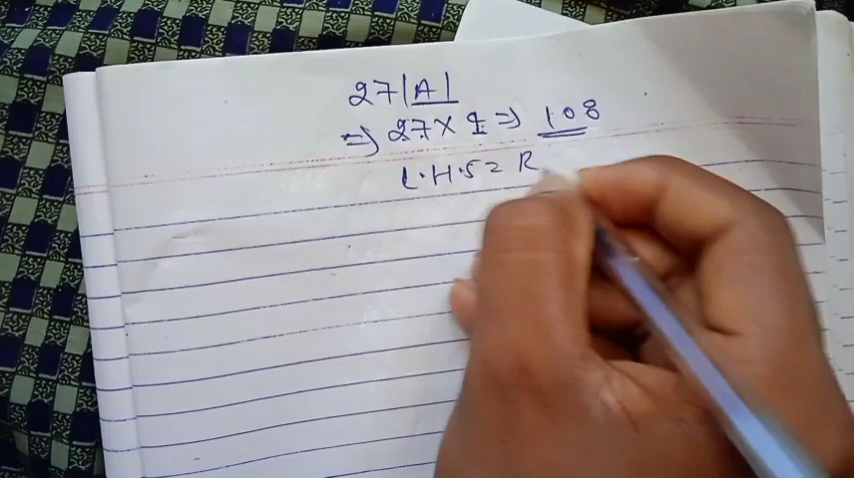 27|A|
=> 27 x 4 => 108
L.H.S = R